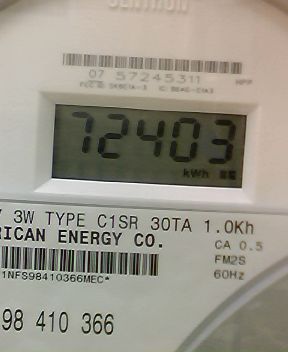 CENTRON
07 57245311
72403
kWh
3W TYPE C1SR 30TA 1.0Kh
RICAN ENERGY CO.
CA 0.5
FM2S
60Hz
1NFS98410366MEC*
98 410 366